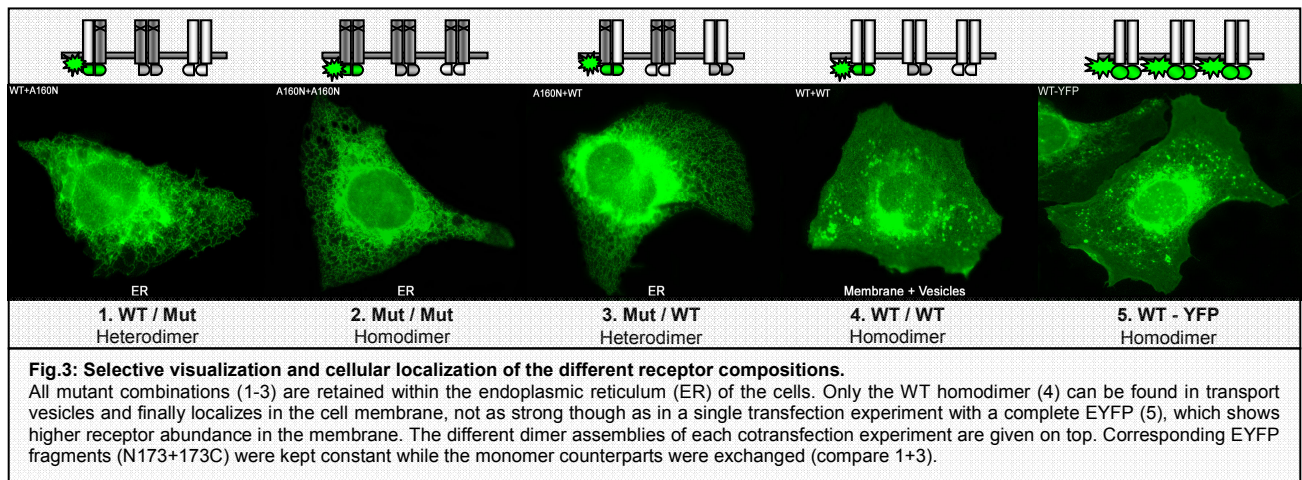 WT+A160N
A160N+A160N
A160N+WT
WT+WT
WT-YFP
ER
ER
ER
Membrane + Vesicles
1. WT / Mut
Heterodimer
2. Mut / Mut
Homodimer
3. Mut / WT
Heterodimer
4. WT / WT
Homodimer
5. WT - YFP
Homodimer
Fig.3: Selective visualization and cellular localization of the different receptor compositions.
All mutant combinations (1-3) are retained within the endoplasmic reticulum (ER) of the cells. Only the WT homodimer (4) can be found in transport
vesicles and finally localizes in the cell membrane, not as strong though as in a single transfection experiment with a complete EYFP (5), which shows
higher receptor abundance in the membrane. The different dimer assemblies of each cotransfection experiment are given on top. Corresponding EYFP
fragments (N173+173C) were kept constant while the monomer counterparts were exchanged (compare 1+3).